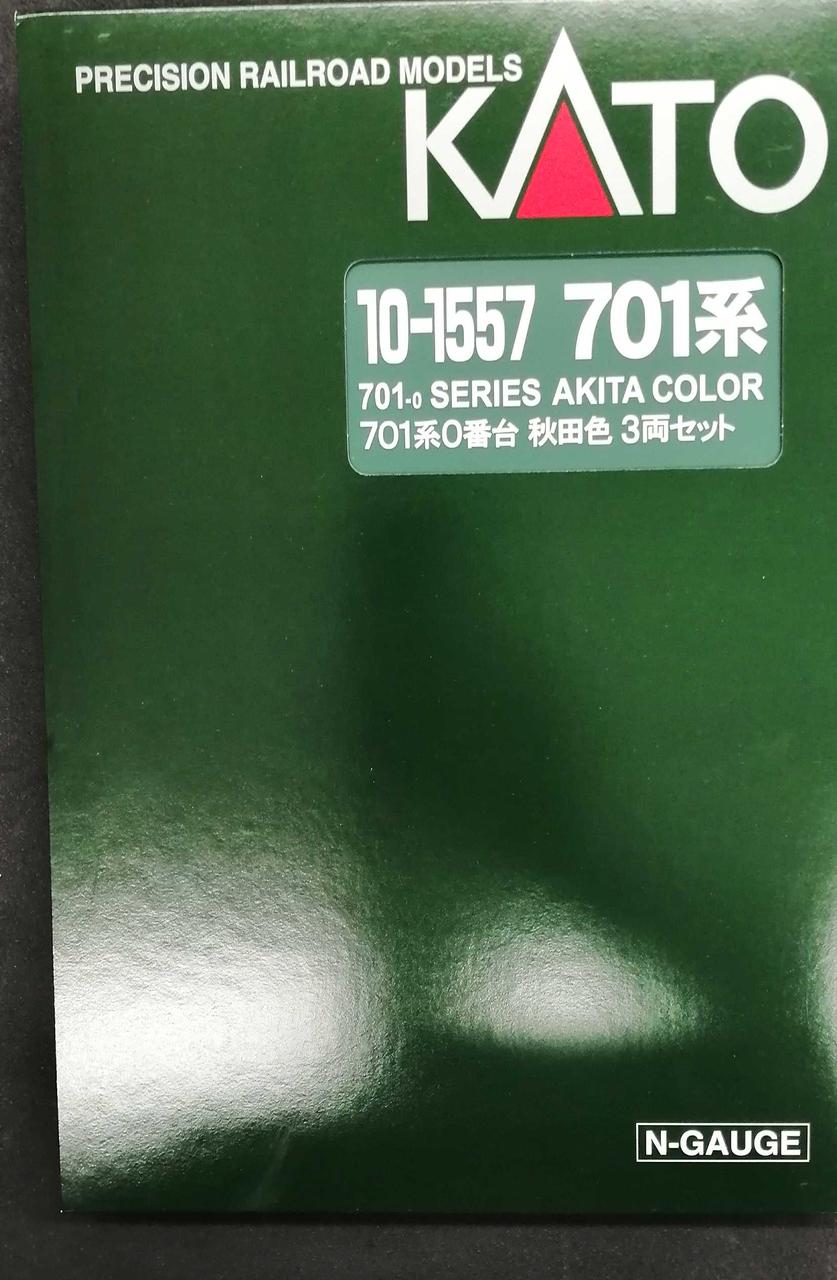 PRECISION RAILROAD MODELS
KATO
10-1557 701系
701-0 SERIES AKITA COLOR
701系0番台 秋田色 3両セット
N-GAUGE